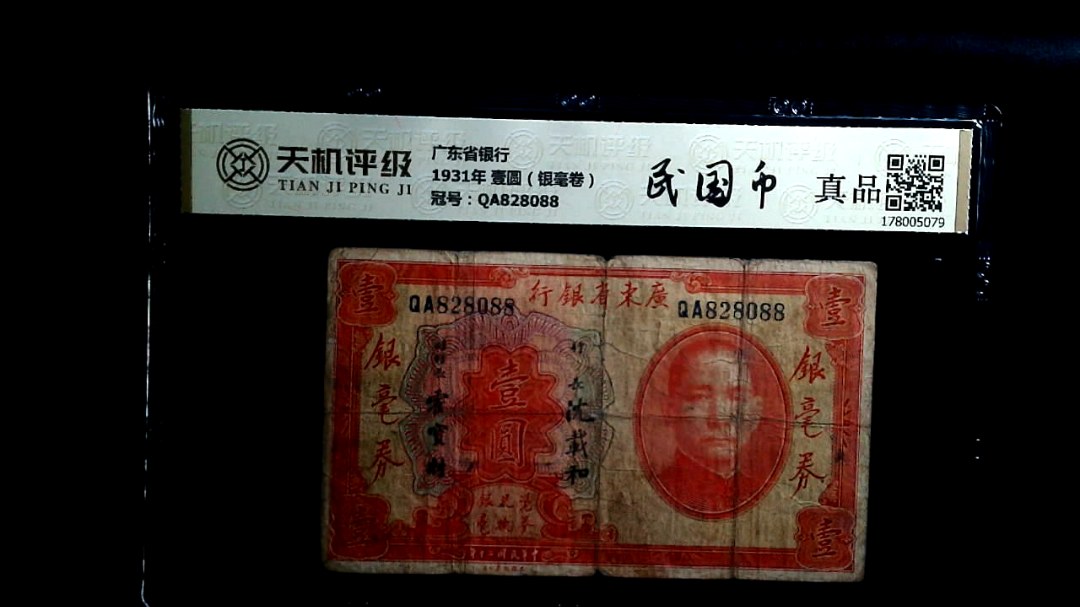 天机评级
TIAN JI PING JI
广东省银行
1931年 壹圆（银毫卷）
冠号：QA828088
民国币
真品
178005079
行銀省東廣
QA828088
QA828088
壹
壹
銀毫券
銀毫券
行長
沈載和
壹圓
壹
壹